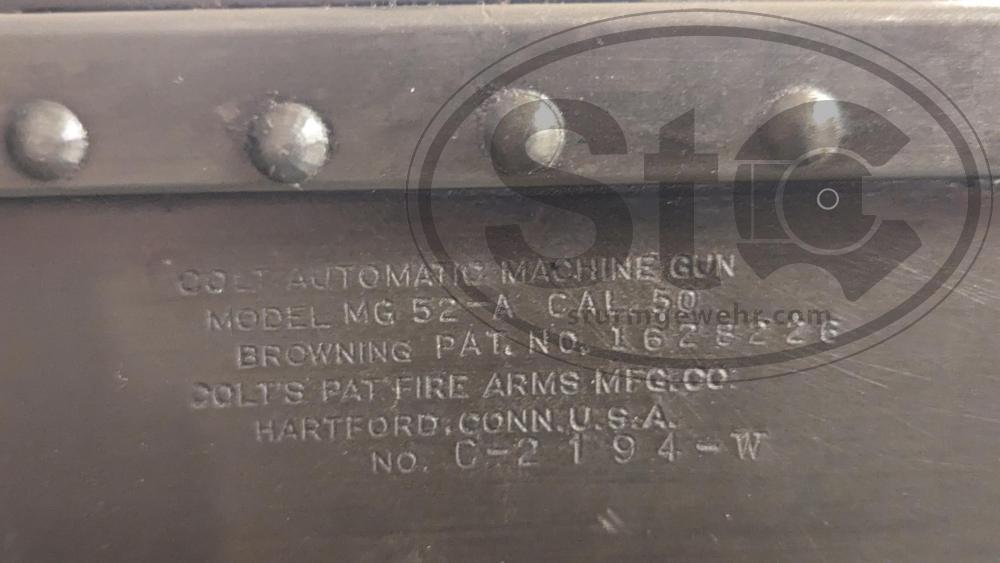 StG
sturmgewehr.com
COLT AUTOMATIC MACHINE GUN
MODEL MG 52-A CAL. 50
BROWNING PAT. NO. 1628226
COLT'S PAT. FIRE ARMS MFG. CO.
HARTFORD, CONN. U.S.A.
NO. C-2194-W